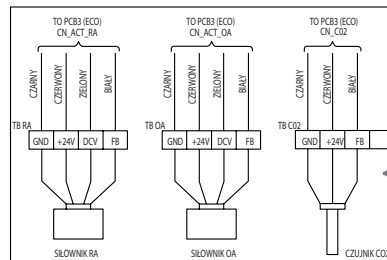 TO PCB3 (ECO)
CN_ACT_RA
TO PCB3 (ECO)
CN_ACT_OA
TO PCB3 (ECO)
CN_C02
CZARNY
CZERWONY
ZIELONY
BIAŁY
CZARNY
CZERWONY
ZIELONY
BIAŁY
CZARNY
CZERWONY
BIAŁY
TB RA
GND
+24V
DCV
FB
TB OA
GND
+24V
DCV
FB
TB C02
GND
+24V
FB
SIŁOWNIK RA
SIŁOWNIK OA
CZUJNIK CO2